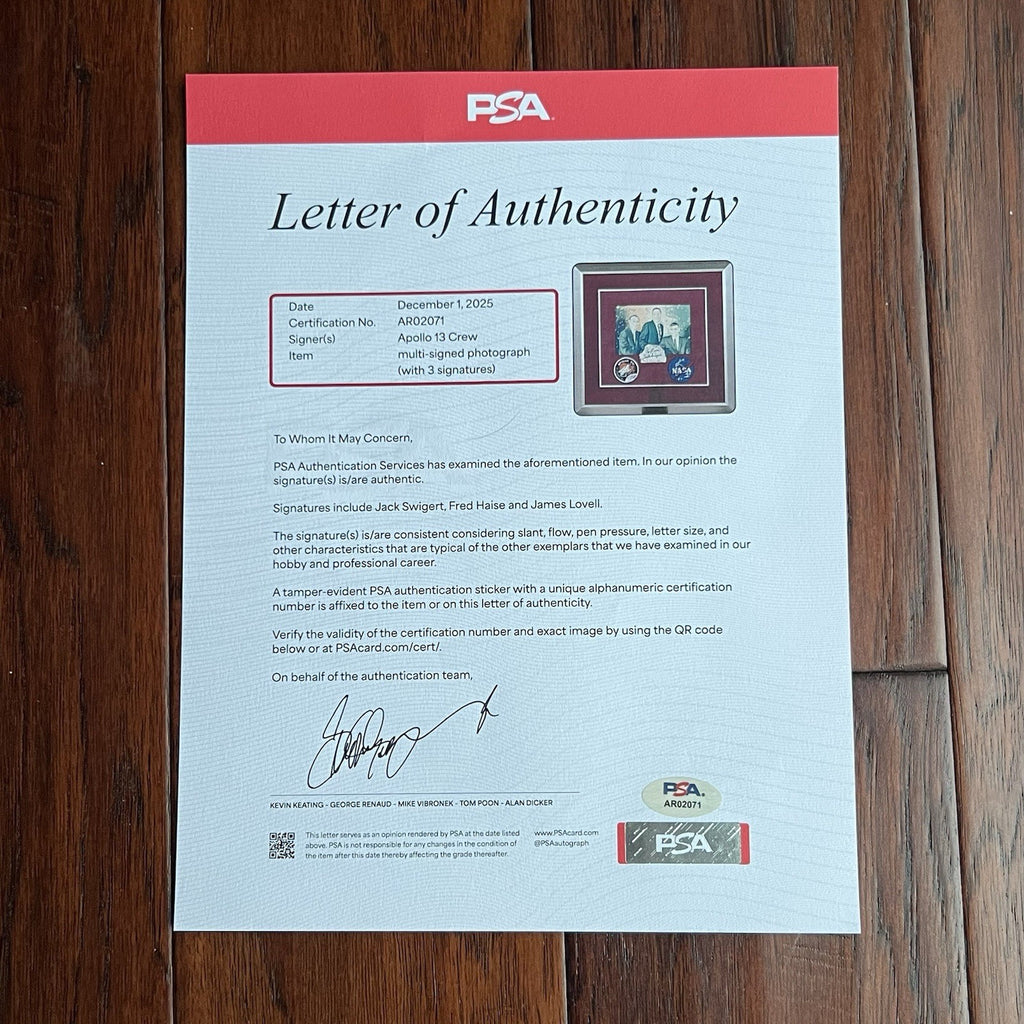 PSA
Letter of Authenticity
Date December 1, 2025
Certification No. AR02071
Signer(s) Apollo 13 Crew
Item multi-signed photograph
(with 3 signatures)
NASA
To Whom It May Concern,
PSA Authentication Services has examined the aforementioned item. In our opinion the
signature(s) is/are authentic.
Signatures include Jack Swigert, Fred Haise and James Lovell.
The signature(s) is/are consistent considering slant, flow, pen pressure, letter size, and
other characteristics that are typical of the other exemplars that we have examined in our
hobby and professional career.
A tamper-evident PSA authentication sticker with a unique alphanumeric certification
number is affixed to the item or on this letter of authenticity.
Verify the validity of the certification number and exact image by using the QR code
below or at PSAcard.com/cert/.
On behalf of the authentication team,
KEVIN KEATING - GEORGE RENAUD - MIKE VIBRONEK - TOM POON - ALAN DICKER
This letter serves as an opinion rendered by PSA at the date listed
above. PSA is not responsible for any changes in the condition of
the item after this date thereby affecting the grade thereafter.
www.PSAcard.com
@PSAautograph
PSA.
AR02071
PSA